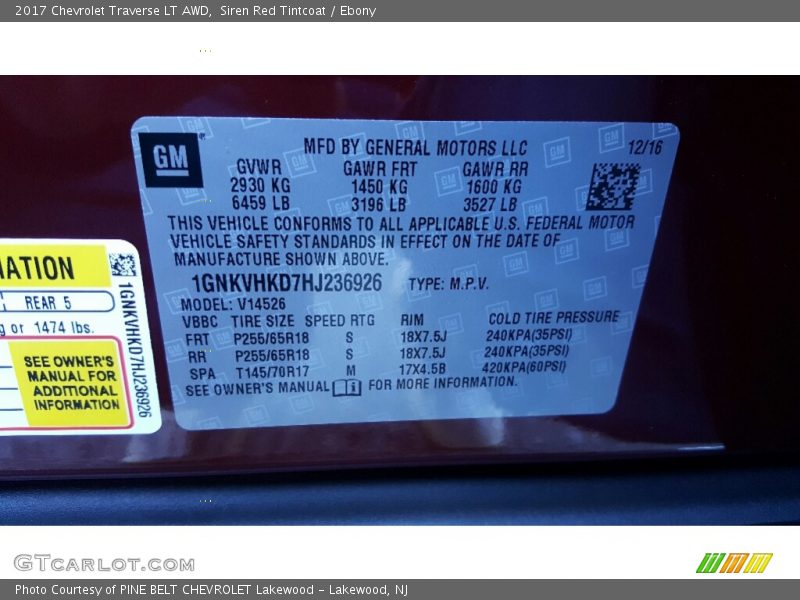 2017 Chevrolet Traverse LT AWD, Siren Red Tintcoat / Ebony
GM
MFD BY GENERAL MOTORS LLC 12/16
GVWR GAWR FRT GAWR RR
2930 KG 1450 KG 1600 KG
6459 LB 3196 LB 3527 LB
THIS VEHICLE CONFORMS TO ALL APPLICABLE U.S. FEDERAL MOTOR
VEHICLE SAFETY STANDARDS IN EFFECT ON THE DATE OF
MANUFACTURE SHOWN ABOVE.
1GNKVHKD7HJ236926 TYPE: M.P.V.
MODEL: V14526
VBBC TIRE SIZE SPEED RTG RIM COLD TIRE PRESSURE
FRT P255/65R18 S 18X7.5J 240KPA(35PSI)
RR P255/65R18 S 18X7.5J 240KPA(35PSI)
SPA T145/70R17 M 17X4.5B 420KPA(60PSI)
SEE OWNER'S MANUAL FOR MORE INFORMATION.
MATION
REAR 5
g or 1474 lbs.
SEE OWNER'S
MANUAL FOR
ADDITIONAL
INFORMATION
1GNKVHKD7HJ236926
GTCARLOT.COM
Photo Courtesy of PINE BELT CHEVROLET Lakewood - Lakewood, NJ